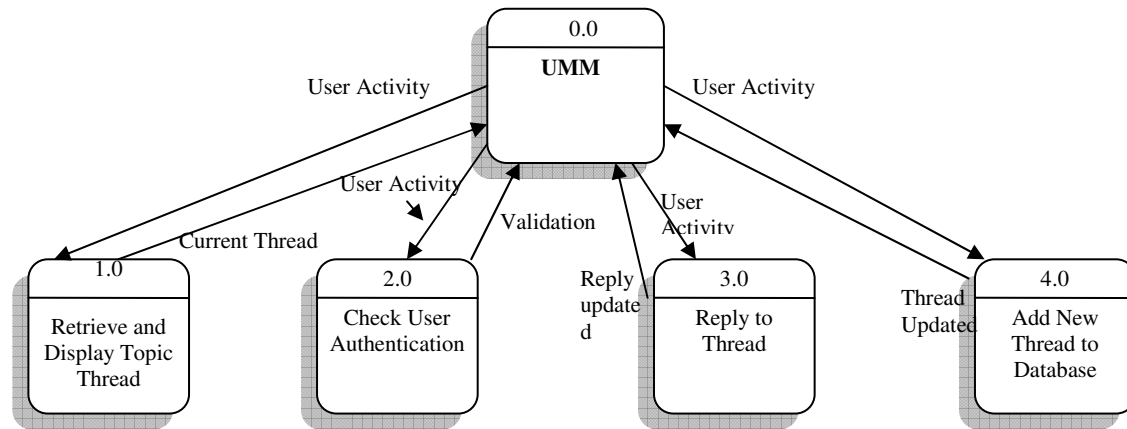 0.0
UMM
User Activity
User Activity
User Activity
User
Activity
Validation
Current Thread
1.0
Retrieve and
Display Topic
Thread
2.0
Check User
Authentication
Reply
update
d
3.0
Reply to
Thread
Thread
Updated
4.0
Add New
Thread to
Database